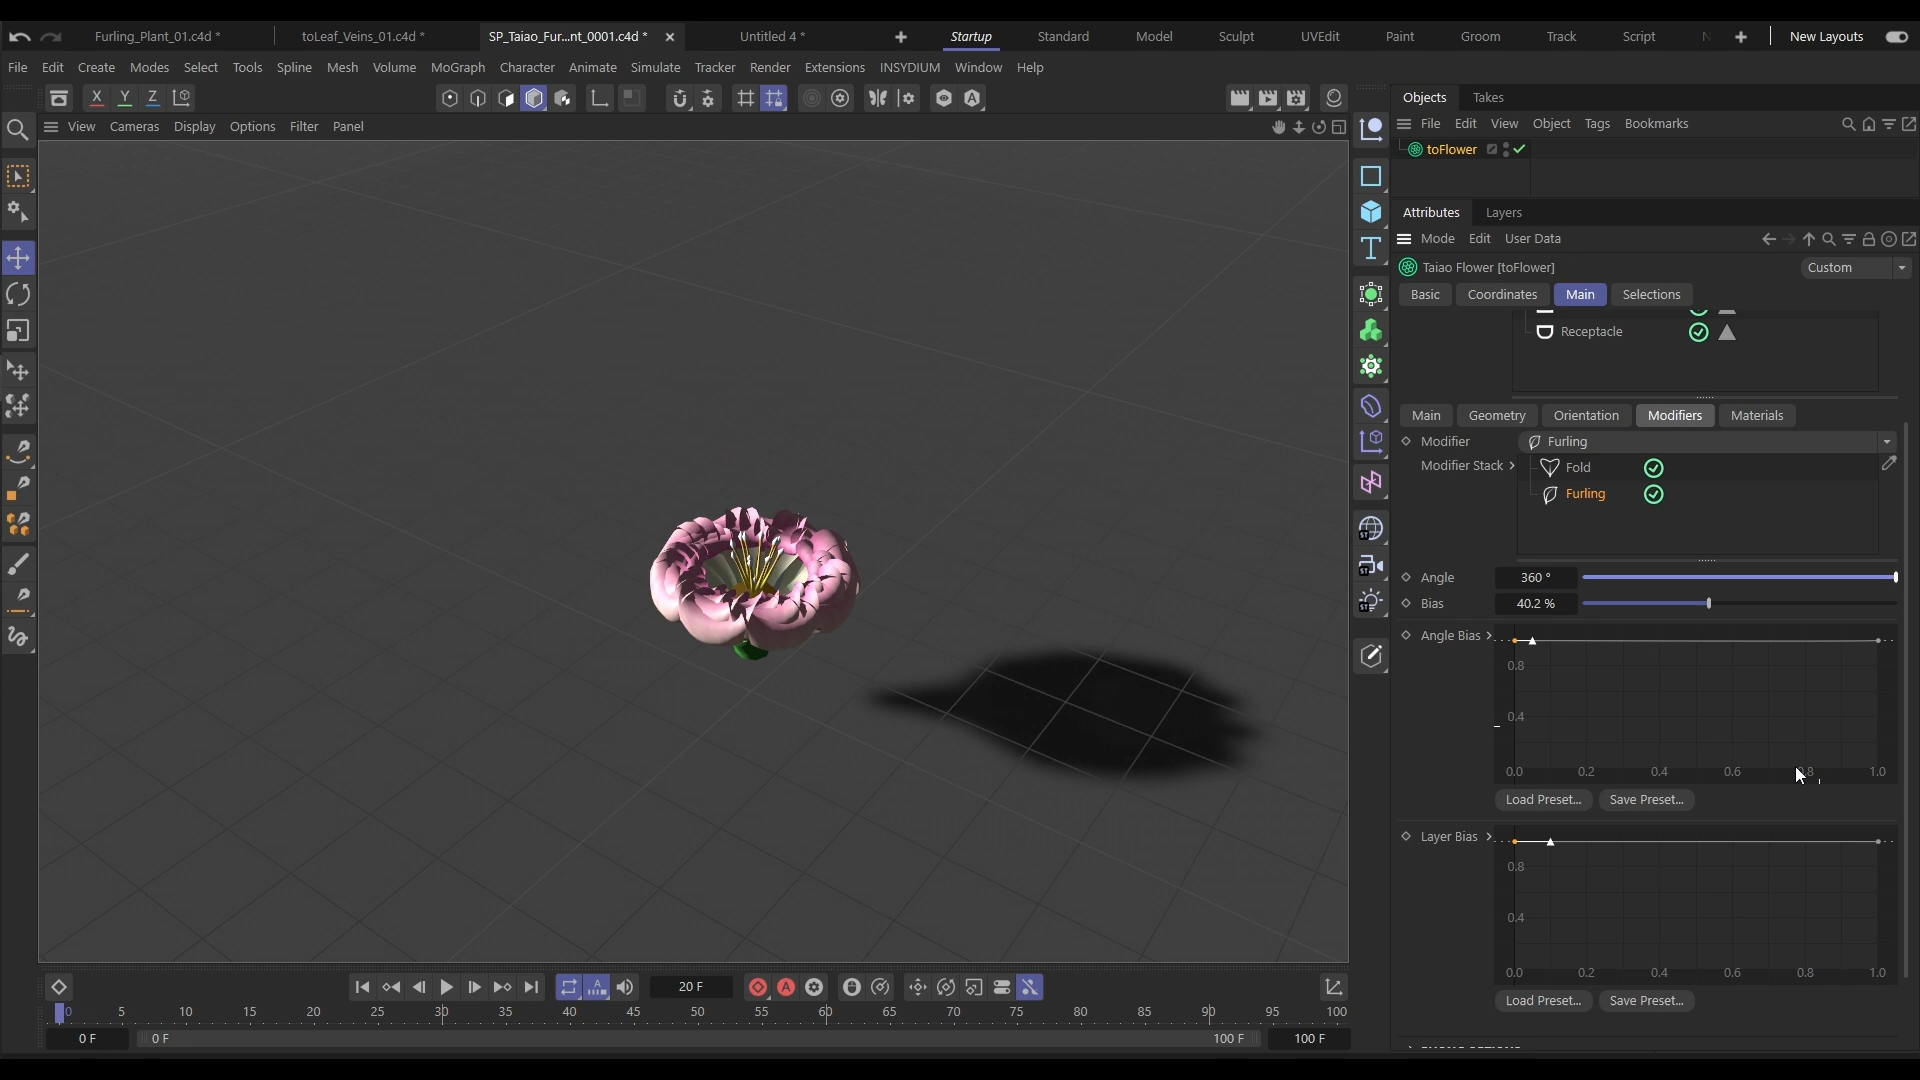 Furling_Plant_01.c4d * toLeaf_Veins_01.c4d * SP_Taiao_Fur...nt_0001.c4d * Untitled 4 * Startup Standard Model Sculpt UVEdit Paint Groom Track Script New Layouts
File Edit Create Modes Select Tools Spline Mesh Volume MoGraph Character Animate Simulate Tracker Render Extensions INSYDIUM Window Help
X Y Z
Objects Takes
View Cameras Display Options Filter Panel
File Edit View Object Tags Bookmarks
toFlower
Attributes Layers
Mode Edit User Data
Taiao Flower [toFlower] Custom
Basic Coordinates Main Selections
Receptacle
Main Geometry Orientation Modifiers Materials
Modifier Furling
Modifier Stack Fold
Furling
Angle 360 °
Bias 40.2 %
Angle Bias
0.8
0.4
0.0 0.2 0.4 0.6 0.8 1.0
Load Preset... Save Preset...
Layer Bias
0.8
0.4
0.0 0.2 0.4 0.6 0.8 1.0
Load Preset... Save Preset...
20 F
0 5 10 15 20 25 30 35 40 45 50 55 60 65 70 75 80 85 90 95 100
0 F 0 F 100 F 100 F